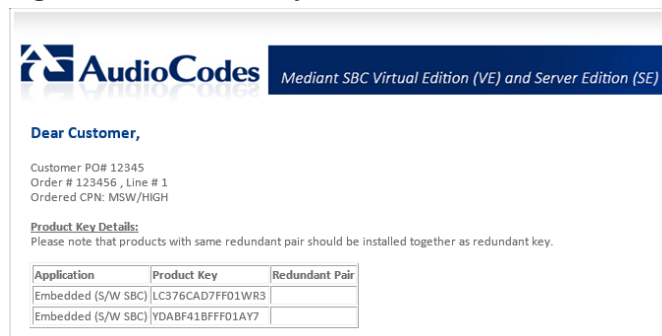 AudioCodes
Mediant SBC Virtual Edition (VE) and Server Edition (SE)
Dear Customer,
Customer PO# 12345
Order # 123456 , Line # 1
Ordered CPN: MSW/HIGH
Product Key Details:
Please note that products with same redundant pair should be installed together as redundant key.
Application Product Key Redundant Pair
Embedded (S/W SBC) LC376CAD7FF01WR3
Embedded (S/W SBC) YDABF41BFFF01AY7